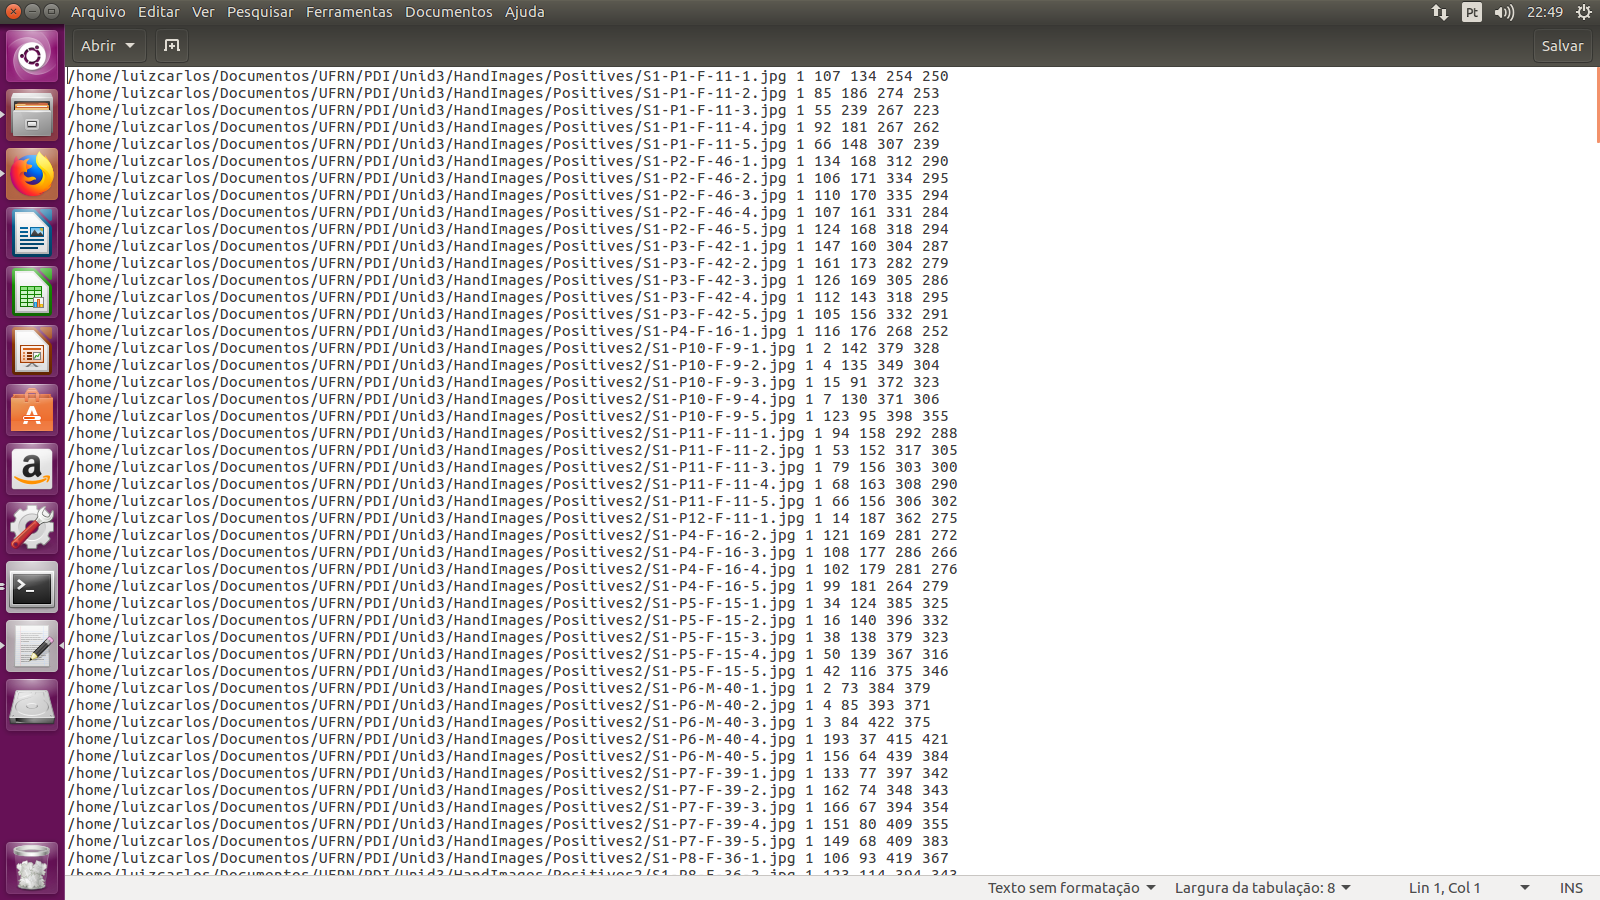 Arquivo Editar Ver Pesquisar Ferramentas Documentos Ajuda
Pt
22:49
Abrir
Salvar
/home/luizcarlos/Documentos/UFRN/PDI/Unid3/HandImages/Positives/S1-P1-F-11-1.jpg 1 107 134 254 250
/home/luizcarlos/Documentos/UFRN/PDI/Unid3/HandImages/Positives/S1-P1-F-11-2.jpg 1 85 186 274 253
/home/luizcarlos/Documentos/UFRN/PDI/Unid3/HandImages/Positives/S1-P1-F-11-3.jpg 1 55 239 267 223
/home/luizcarlos/Documentos/UFRN/PDI/Unid3/HandImages/Positives/S1-P1-F-11-4.jpg 1 92 181 267 262
/home/luizcarlos/Documentos/UFRN/PDI/Unid3/HandImages/Positives/S1-P1-F-11-5.jpg 1 66 148 307 239
/home/luizcarlos/Documentos/UFRN/PDI/Unid3/HandImages/Positives/S1-P2-F-46-1.jpg 1 134 168 312 290
/home/luizcarlos/Documentos/UFRN/PDI/Unid3/HandImages/Positives/S1-P2-F-46-2.jpg 1 106 171 334 295
/home/luizcarlos/Documentos/UFRN/PDI/Unid3/HandImages/Positives/S1-P2-F-46-3.jpg 1 110 170 335 294
/home/luizcarlos/Documentos/UFRN/PDI/Unid3/HandImages/Positives/S1-P2-F-46-4.jpg 1 107 161 331 284
/home/luizcarlos/Documentos/UFRN/PDI/Unid3/HandImages/Positives/S1-P2-F-46-5.jpg 1 124 168 318 294
/home/luizcarlos/Documentos/UFRN/PDI/Unid3/HandImages/Positives/S1-P3-F-42-1.jpg 1 147 160 304 287
/home/luizcarlos/Documentos/UFRN/PDI/Unid3/HandImages/Positives/S1-P3-F-42-2.jpg 1 161 173 282 279
/home/luizcarlos/Documentos/UFRN/PDI/Unid3/HandImages/Positives/S1-P3-F-42-3.jpg 1 126 169 305 286
/home/luizcarlos/Documentos/UFRN/PDI/Unid3/HandImages/Positives/S1-P3-F-42-4.jpg 1 112 143 318 295
/home/luizcarlos/Documentos/UFRN/PDI/Unid3/HandImages/Positives/S1-P3-F-42-5.jpg 1 105 156 332 291
/home/luizcarlos/Documentos/UFRN/PDI/Unid3/HandImages/Positives/S1-P4-F-16-1.jpg 1 116 176 268 252
/home/luizcarlos/Documentos/UFRN/PDI/Unid3/HandImages/Positives2/S1-P10-F-9-1.jpg 1 2 142 379 328
/home/luizcarlos/Documentos/UFRN/PDI/Unid3/HandImages/Positives2/S1-P10-F-9-2.jpg 1 4 135 349 304
/home/luizcarlos/Documentos/UFRN/PDI/Unid3/HandImages/Positives2/S1-P10-F-9-3.jpg 1 15 91 372 323
/home/luizcarlos/Documentos/UFRN/PDI/Unid3/HandImages/Positives2/S1-P10-F-9-4.jpg 1 7 130 371 306
/home/luizcarlos/Documentos/UFRN/PDI/Unid3/HandImages/Positives2/S1-P10-F-9-5.jpg 1 123 95 398 355
/home/luizcarlos/Documentos/UFRN/PDI/Unid3/HandImages/Positives2/S1-P11-F-11-1.jpg 1 94 158 292 288
/home/luizcarlos/Documentos/UFRN/PDI/Unid3/HandImages/Positives2/S1-P11-F-11-2.jpg 1 53 152 317 305
/home/luizcarlos/Documentos/UFRN/PDI/Unid3/HandImages/Positives2/S1-P11-F-11-3.jpg 1 79 156 303 300
/home/luizcarlos/Documentos/UFRN/PDI/Unid3/HandImages/Positives2/S1-P11-F-11-4.jpg 1 68 163 308 290
/home/luizcarlos/Documentos/UFRN/PDI/Unid3/HandImages/Positives2/S1-P11-F-11-5.jpg 1 66 156 306 302
/home/luizcarlos/Documentos/UFRN/PDI/Unid3/HandImages/Positives2/S1-P12-F-11-1.jpg 1 14 187 362 275
/home/luizcarlos/Documentos/UFRN/PDI/Unid3/HandImages/Positives2/S1-P4-F-16-2.jpg 1 121 169 281 272
/home/luizcarlos/Documentos/UFRN/PDI/Unid3/HandImages/Positives2/S1-P4-F-16-3.jpg 1 108 177 286 266
/home/luizcarlos/Documentos/UFRN/PDI/Unid3/HandImages/Positives2/S1-P4-F-16-4.jpg 1 102 179 281 276
/home/luizcarlos/Documentos/UFRN/PDI/Unid3/HandImages/Positives2/S1-P4-F-16-5.jpg 1 99 181 264 279
/home/luizcarlos/Documentos/UFRN/PDI/Unid3/HandImages/Positives2/S1-P5-F-15-1.jpg 1 34 124 385 325
/home/luizcarlos/Documentos/UFRN/PDI/Unid3/HandImages/Positives2/S1-P5-F-15-2.jpg 1 16 140 396 332
/home/luizcarlos/Documentos/UFRN/PDI/Unid3/HandImages/Positives2/S1-P5-F-15-3.jpg 1 38 138 379 323
/home/luizcarlos/Documentos/UFRN/PDI/Unid3/HandImages/Positives2/S1-P5-F-15-4.jpg 1 50 139 367 316
/home/luizcarlos/Documentos/UFRN/PDI/Unid3/HandImages/Positives2/S1-P5-F-15-5.jpg 1 42 116 375 346
/home/luizcarlos/Documentos/UFRN/PDI/Unid3/HandImages/Positives2/S1-P6-M-40-1.jpg 1 2 73 384 379
/home/luizcarlos/Documentos/UFRN/PDI/Unid3/HandImages/Positives2/S1-P6-M-40-2.jpg 1 4 85 393 371
/home/luizcarlos/Documentos/UFRN/PDI/Unid3/HandImages/Positives2/S1-P6-M-40-3.jpg 1 3 84 422 375
/home/luizcarlos/Documentos/UFRN/PDI/Unid3/HandImages/Positives2/S1-P6-M-40-4.jpg 1 193 37 415 421
/home/luizcarlos/Documentos/UFRN/PDI/Unid3/HandImages/Positives2/S1-P6-M-40-5.jpg 1 156 64 439 384
/home/luizcarlos/Documentos/UFRN/PDI/Unid3/HandImages/Positives2/S1-P7-F-39-1.jpg 1 133 77 397 342
/home/luizcarlos/Documentos/UFRN/PDI/Unid3/HandImages/Positives2/S1-P7-F-39-2.jpg 1 162 74 348 343
/home/luizcarlos/Documentos/UFRN/PDI/Unid3/HandImages/Positives2/S1-P7-F-39-3.jpg 1 166 67 394 354
/home/luizcarlos/Documentos/UFRN/PDI/Unid3/HandImages/Positives2/S1-P7-F-39-4.jpg 1 151 80 409 355
/home/luizcarlos/Documentos/UFRN/PDI/Unid3/HandImages/Positives2/S1-P7-F-39-5.jpg 1 149 68 409 383
/home/luizcarlos/Documentos/UFRN/PDI/Unid3/HandImages/Positives2/S1-P8-F-36-1.jpg 1 106 93 419 367
/home/luizcarlos/Documentos/UFRN/PDI/Unid3/HandImages/Positives2/S1-P8-F-36-2.jpg 1 123 114 394 343
Texto sem formatação Largura da tabulação: 8 Lin 1, Col 1 INS